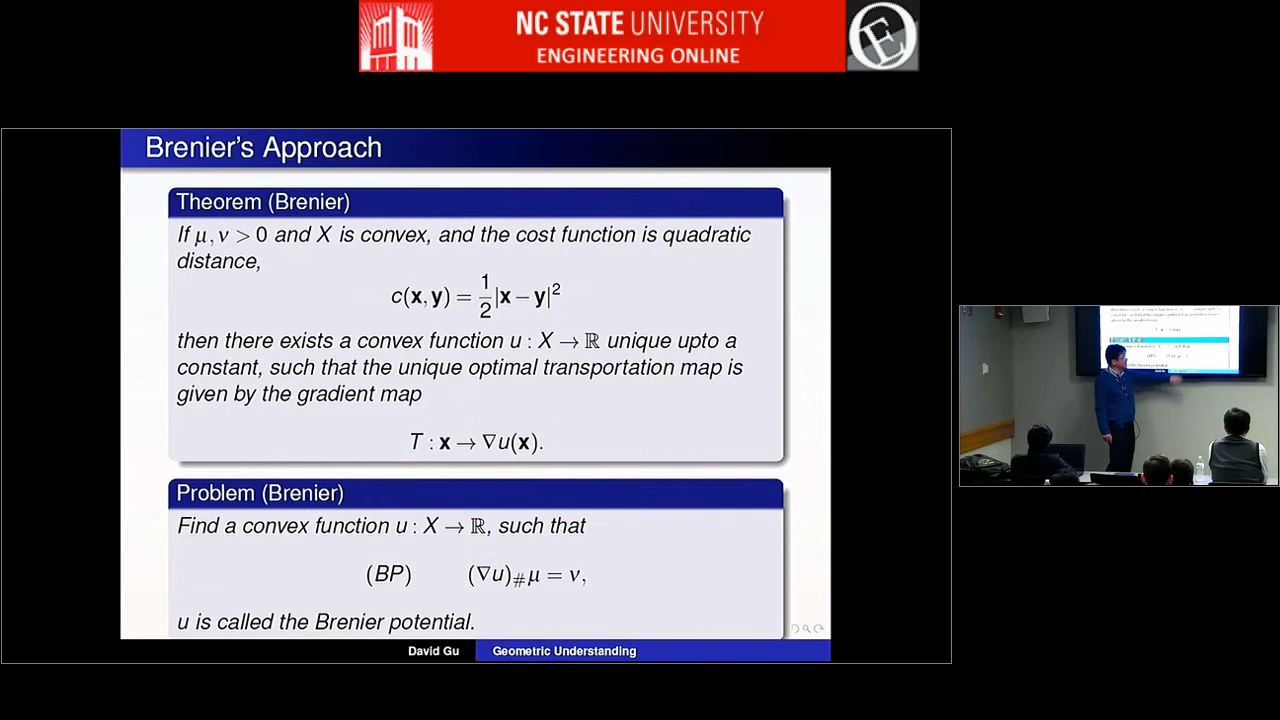 NC STATE UNIVERSITY
ENGINEERING ONLINE
Brenier's Approach
Theorem (Brenier)
If μ, ν > 0 and X is convex, and the cost function is quadratic
distance,
c(x, y) = 1/2 |x − y|²
then there exists a convex function u : X → ℝ unique upto a
constant, such that the unique optimal transportation map is
given by the gradient map
T : x → ∇u(x).
Problem (Brenier)
Find a convex function u : X → ℝ, such that
(BP) (∇u)#μ = ν,
u is called the Brenier potential.
David Gu Geometric Understanding